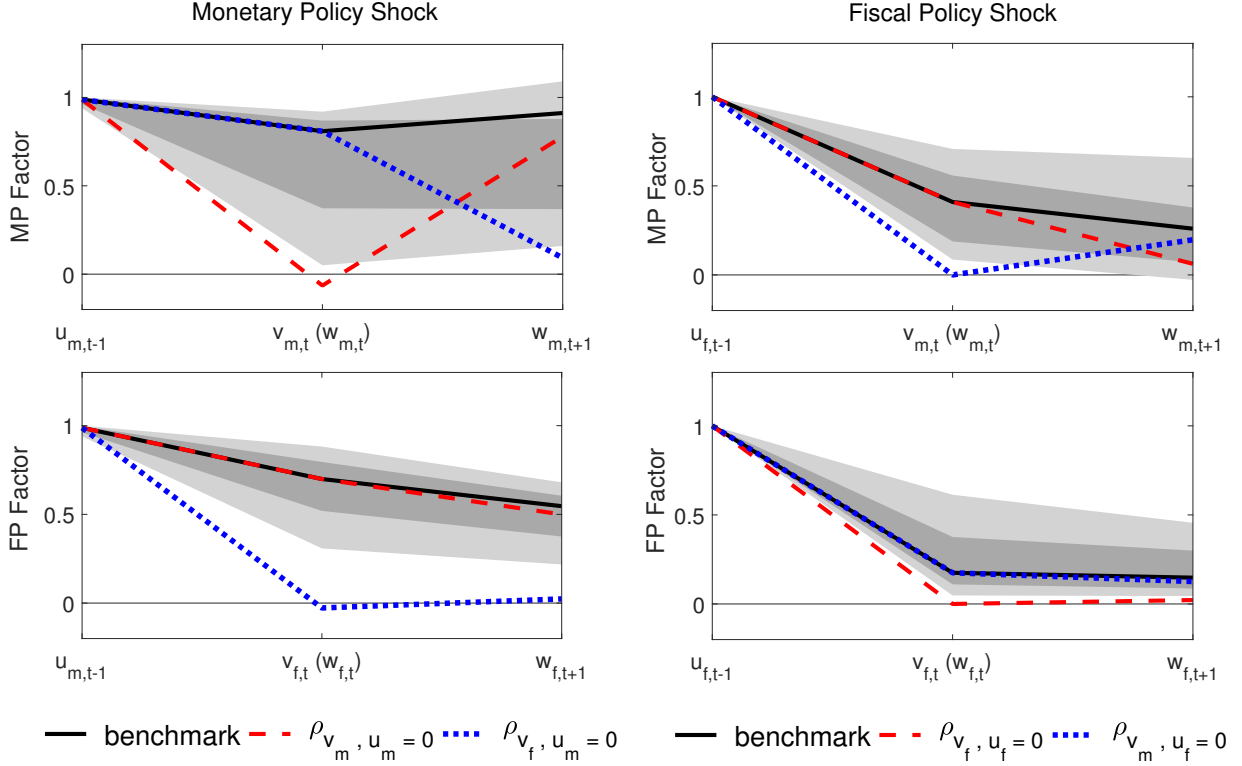 Monetary Policy Shock
Fiscal Policy Shock
MP Factor
1
0.5
0
u_{m,t-1}
v_{m,t} (w_{m,t})
w_{m,t+1}
MP Factor
1
0.5
0
u_{f,t-1}
v_{m,t} (w_{m,t})
w_{m,t+1}
FP Factor
1
0.5
0
u_{m,t-1}
v_{f,t} (w_{f,t})
w_{f,t+1}
FP Factor
1
0.5
0
u_{f,t-1}
v_{f,t} (w_{f,t})
w_{f,t+1}
benchmark ρ_{v_m, u_m = 0} ρ_{v_f, u_m = 0}
benchmark ρ_{v_f, u_f = 0} ρ_{v_m, u_f = 0}